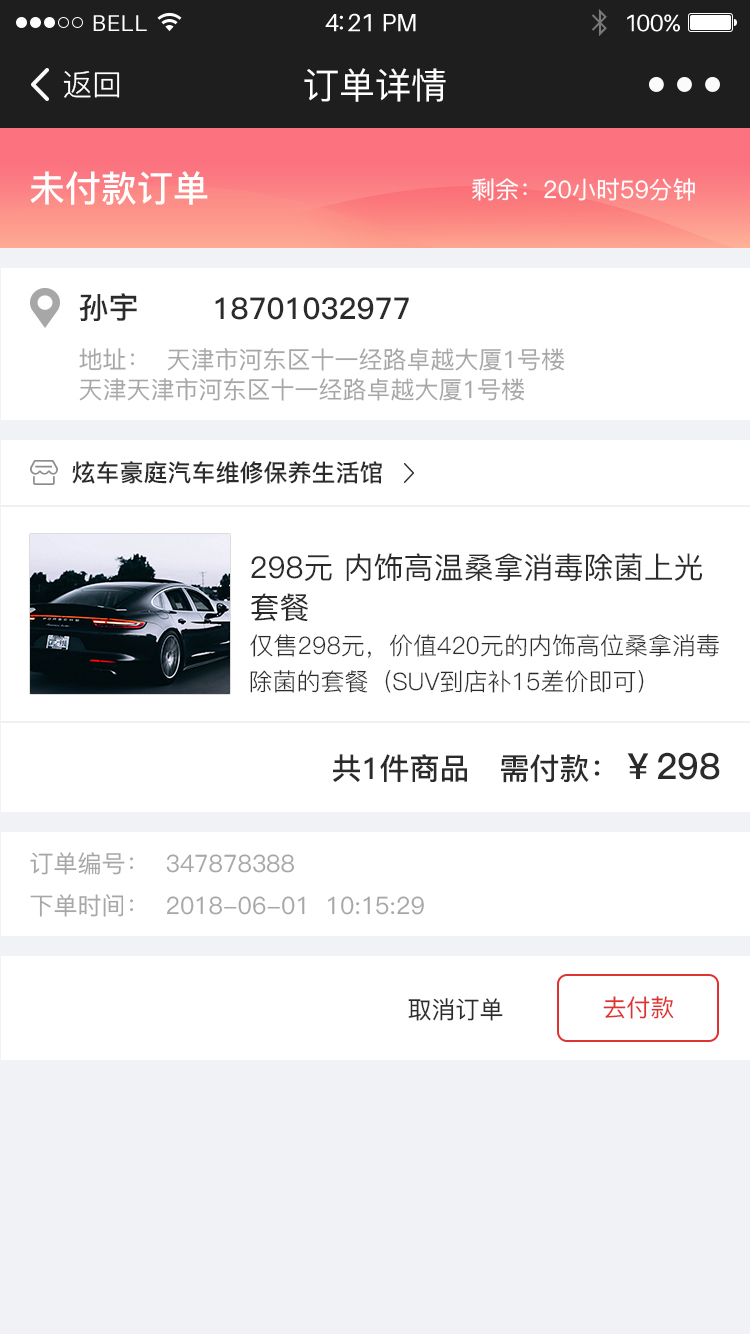 BELL 4:21 PM 100%
返回 订单详情
未付款订单 剩余：20小时59分钟
孙宇 18701032977
地址： 天津市河东区十一经路卓越大厦1号楼
天津天津市河东区十一经路卓越大厦1号楼
炫车豪庭汽车维修保养生活馆
298元 内饰高温桑拿消毒除菌上光
套餐
仅售298元，价值420元的内饰高位桑拿消毒
除菌的套餐（SUV到店补15差价即可）
PORSCHE
共1件商品 需付款：￥298
订单编号： 347878388
下单时间： 2018-06-01 10:15:29
取消订单 去付款